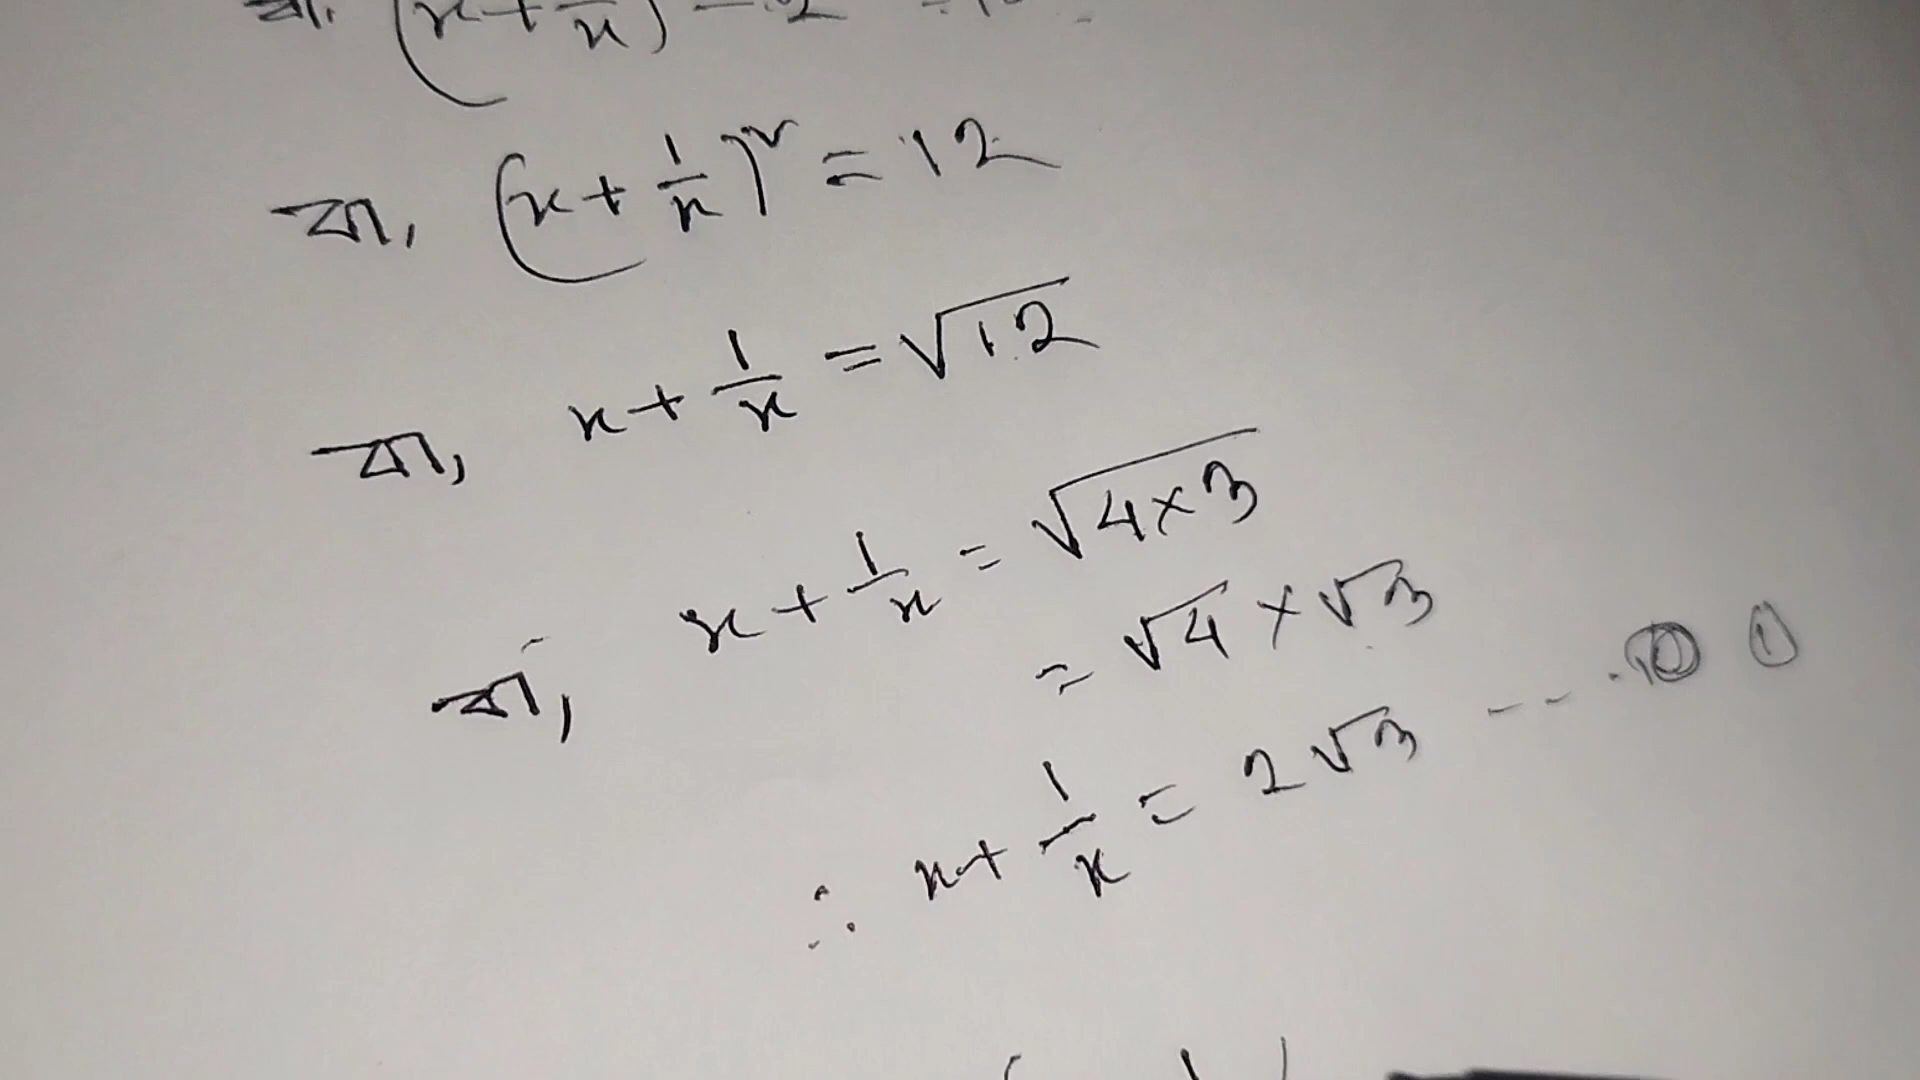 বা, (x + 1/x)² = 12
বা, x + 1/x = √12
বা, x + 1/x = √4×3
= √4 × √3
∴ x + 1/x = 2√3 --- ①